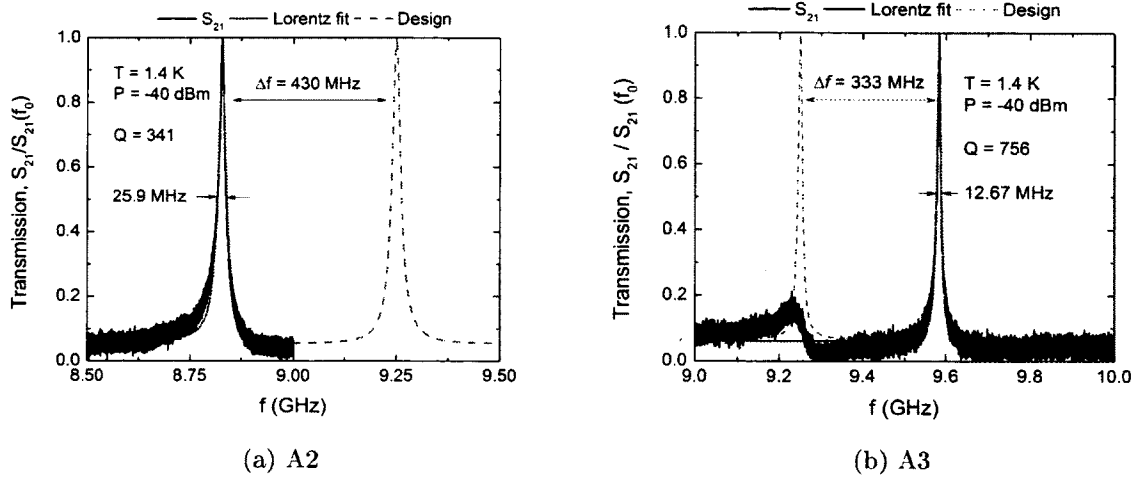 S₂₁ Lorentz fit Design
Transmission, S₂₁/S₂₁(f₀)
1.0
0.8
0.6
0.4
0.2
0.0
T = 1.4 K
P = -40 dBm
Q = 341
Δf = 430 MHz
25.9 MHz
8.50 8.75 9.00 9.25 9.50
f (GHz)
(a) A2
S₂₁ Lorentz fit Design
Transmission, S₂₁ / S₂₁ (f₀)
1.0
0.8
0.6
0.4
0.2
0.0
Δf = 333 MHz
T = 1.4 K
P = -40 dBm
Q = 756
12.67 MHz
9.0 9.2 9.4 9.6 9.8 10.0
f (GHz)
(b) A3